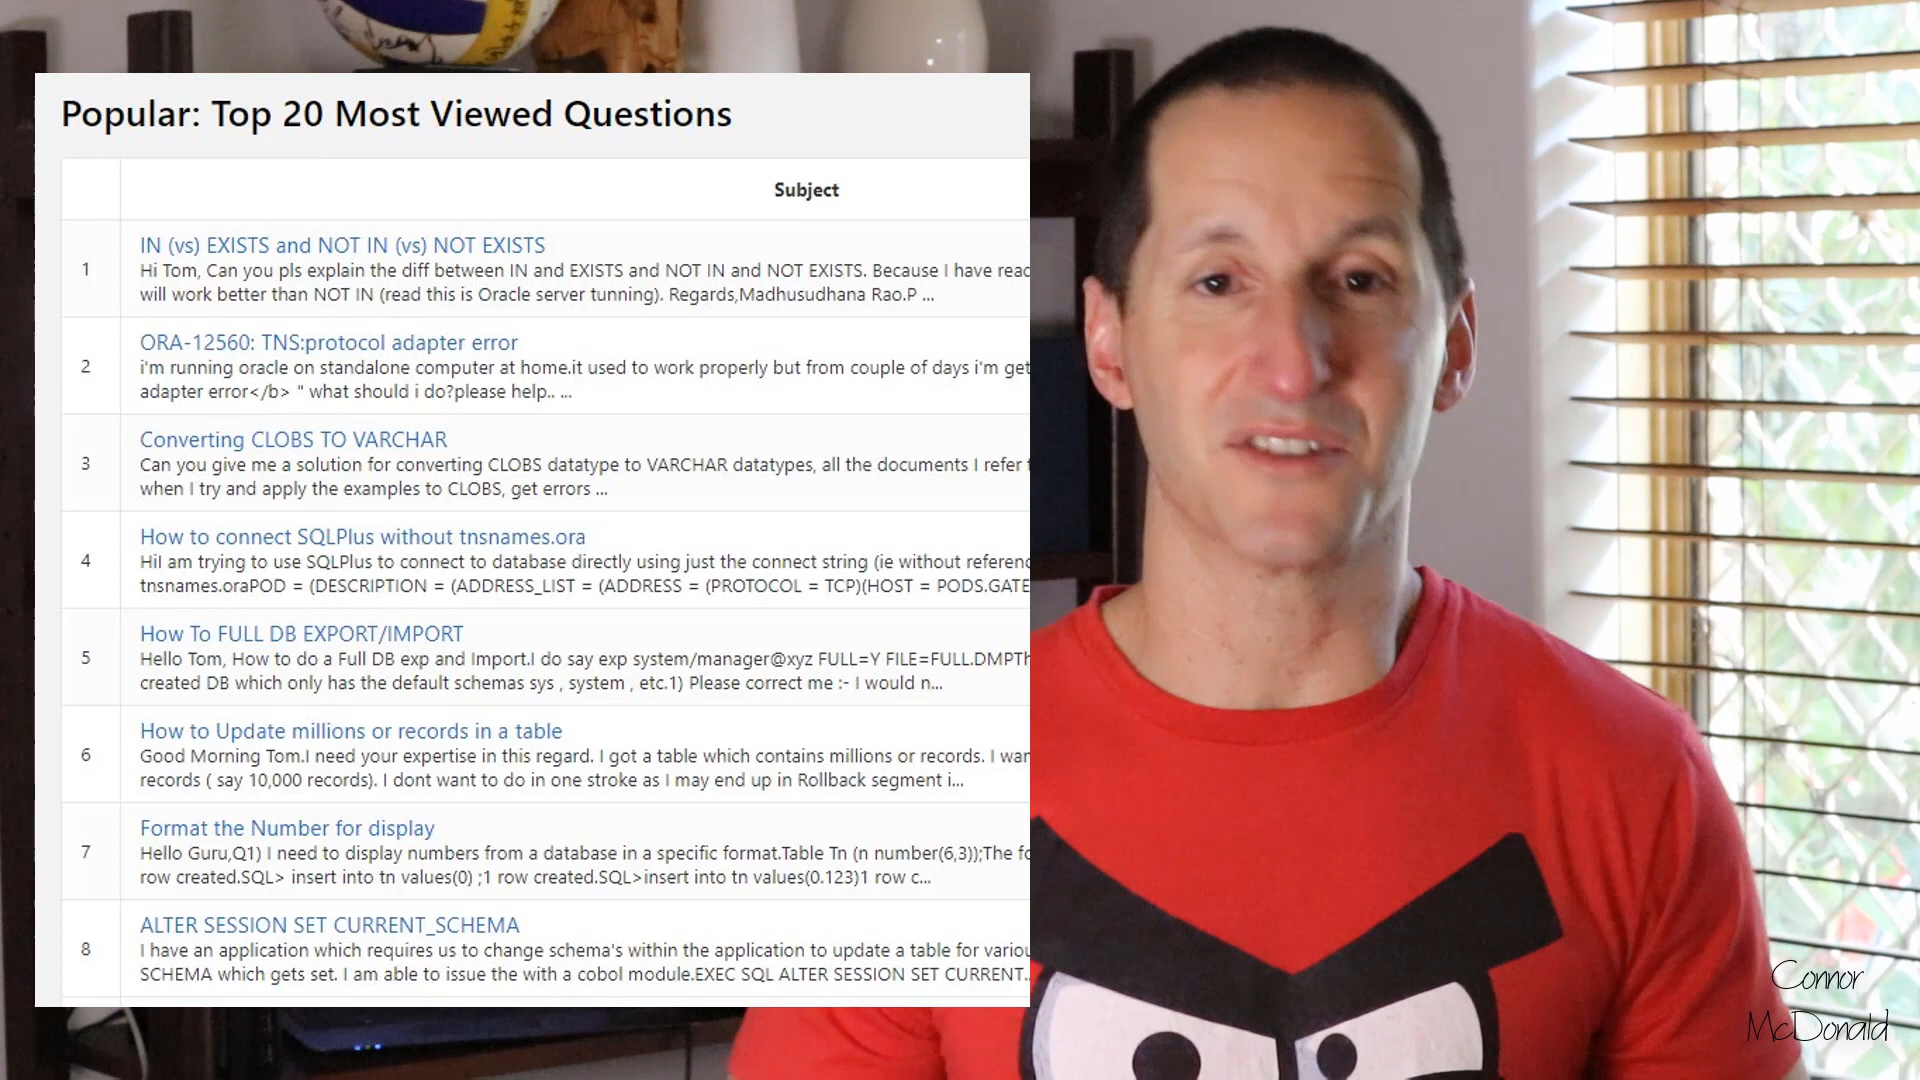 Popular: Top 20 Most Viewed Questions
Subject
1
IN (vs) EXISTS and NOT IN (vs) NOT EXISTS
Hi Tom, Can you pls explain the diff between IN and EXISTS and NOT IN and NOT EXISTS. Because I have read
will work better than NOT IN (read this is Oracle server tunning). Regards,Madhusudhana Rao.P ...
2
ORA-12560: TNS:protocol adapter error
i'm running oracle on standalone computer at home.it used to work properly but from couple of days i'm get
adapter error</b> " what should i do?please help.. ...
3
Converting CLOBS TO VARCHAR
Can you give me a solution for converting CLOBS datatype to VARCHAR datatypes, all the documents I refer
when I try and apply the examples to CLOBS, get errors ...
4
How to connect SQLPlus without tnsnames.ora
HiI am trying to use SQLPlus to connect to database directly using just the connect string (ie without referenc
tnsnames.oraPOD = (DESCRIPTION = (ADDRESS_LIST = (ADDRESS = (PROTOCOL = TCP)(HOST = PODS.GATE
5
How To FULL DB EXPORT/IMPORT
Hello Tom, How to do a Full DB exp and Import.I do say exp system/manager@xyz FULL=Y FILE=FULL.DMPTh
created DB which only has the default schemas sys , system , etc.1) Please correct me :- I would n...
6
How to Update millions or records in a table
Good Morning Tom.I need your expertise in this regard. I got a table which contains millions or records. I wan
records ( say 10,000 records). I dont want to do in one stroke as I may end up in Rollback segment i...
7
Format the Number for display
Hello Guru,Q1) I need to display numbers from a database in a specific format.Table Tn (n number(6,3));The fo
row created.SQL> insert into tn values(0) ;1 row created.SQL>insert into tn values(0.123)1 row c...
8
ALTER SESSION SET CURRENT_SCHEMA
I have an application which requires us to change schema's within the application to update a table for variou
SCHEMA which gets set. I am able to issue the with a cobol module.EXEC SQL ALTER SESSION SET CURRENT..
Connor
McDonald